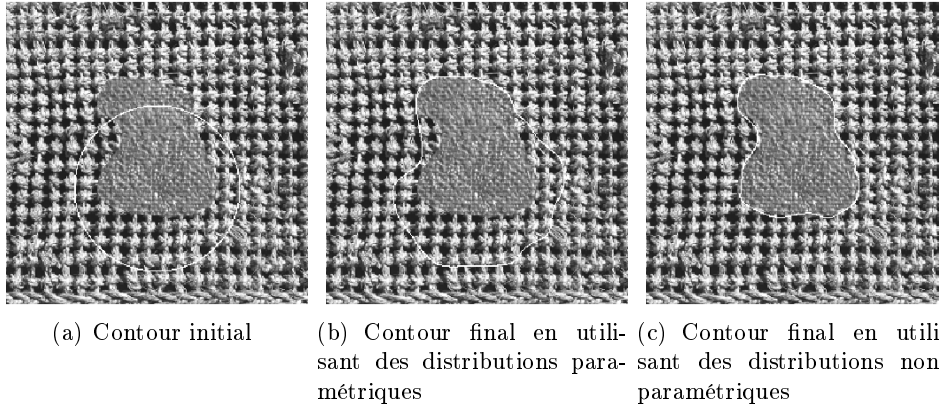 (a) Contour initial
(b) Contour final en utili-
sant des distributions para-
métriques
(c) Contour final en utili
sant des distributions non
paramétriques